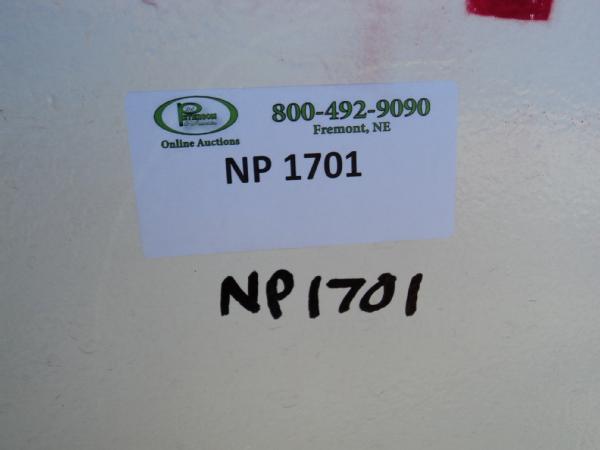 PETERSON
Online Auctions
800-492-9090
Fremont, NE
NP 1701
NP1701